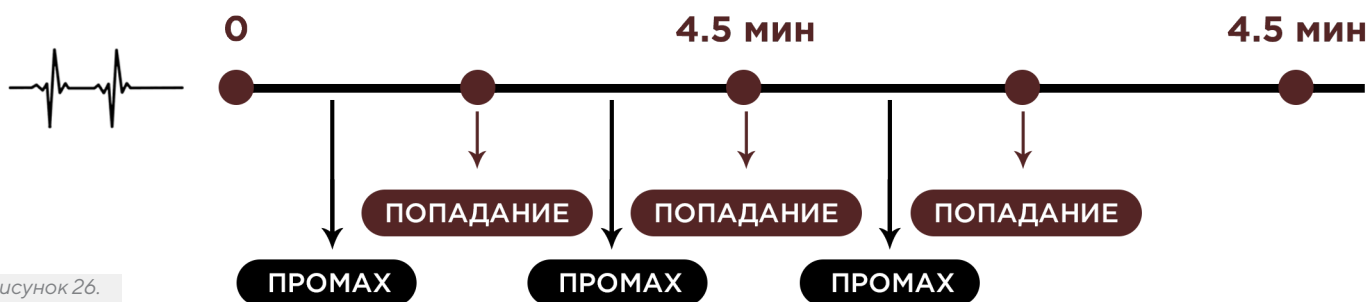 0 4.5 мин 4.5 мин
ПОПАДАНИЕ ПОПАДАНИЕ ПОПАДАНИЕ
ПРОМАХ ПРОМАХ ПРОМАХ
исунок 26.